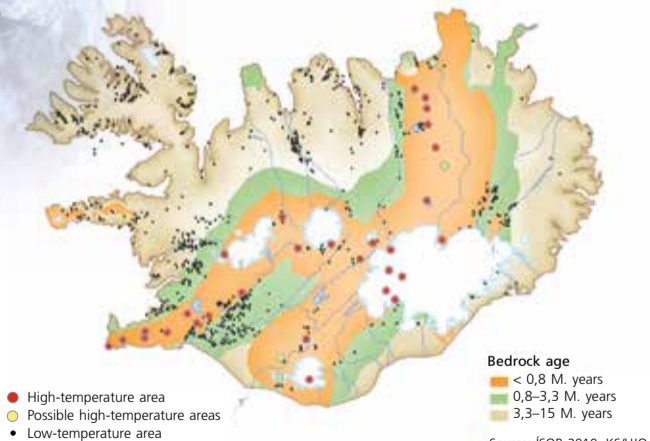 Bedrock age
< 0,8 M. years
0,8–3,3 M. years
3,3–15 M. years
High-temperature area
Possible high-temperature areas
Low-temperature area